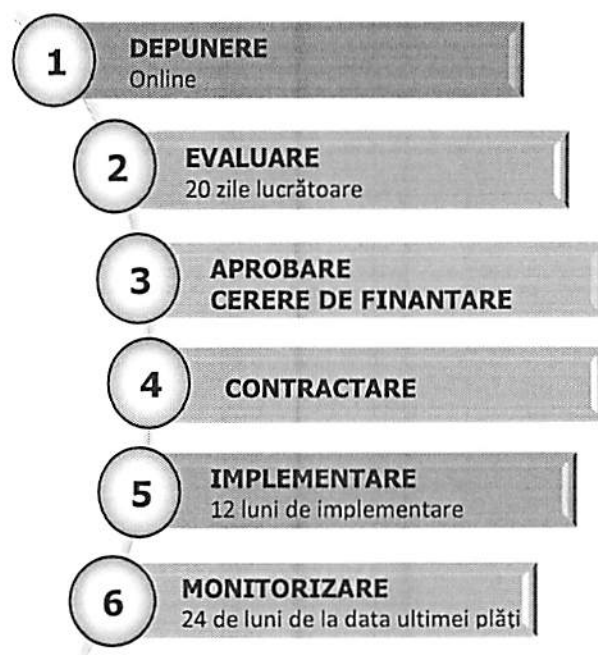 1
DEPUNERE
Online
2
EVALUARE
20 zile lucrătoare
3
APROBARE
CERERE DE FINANTARE
4
CONTRACTARE
5
IMPLEMENTARE
12 luni de implementare
6
MONITORIZARE
24 de luni de la data ultimei plăți